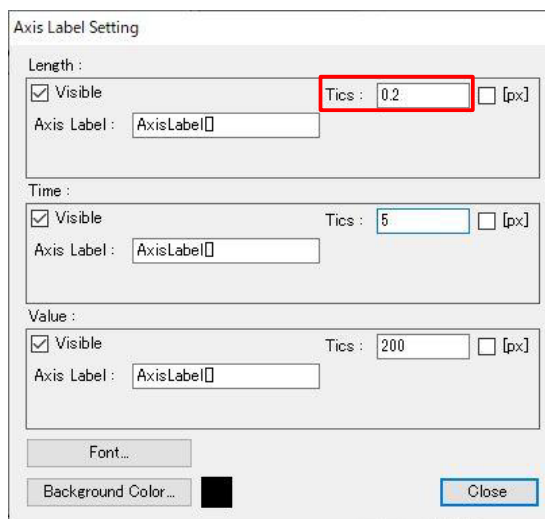 Axis Label Setting
Length :
Visible Tics : 0.2 [px]
Axis Label : AxisLabel[]
Time :
Visible Tics : 5 [px]
Axis Label : AxisLabel[]
Value :
Visible Tics : 200 [px]
Axis Label : AxisLabel[]
Font...
Background Color... Close